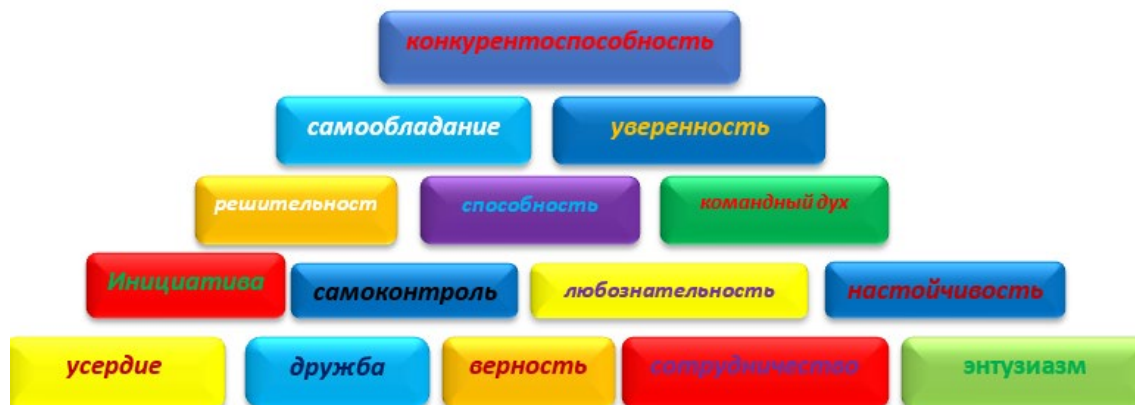 конкурентоспособность
самообладание уверенность
решительност способность командный дух
Инициатива самоконтроль любознательность настойчивость
усердие дружба верность сотрудничество энтузиазм